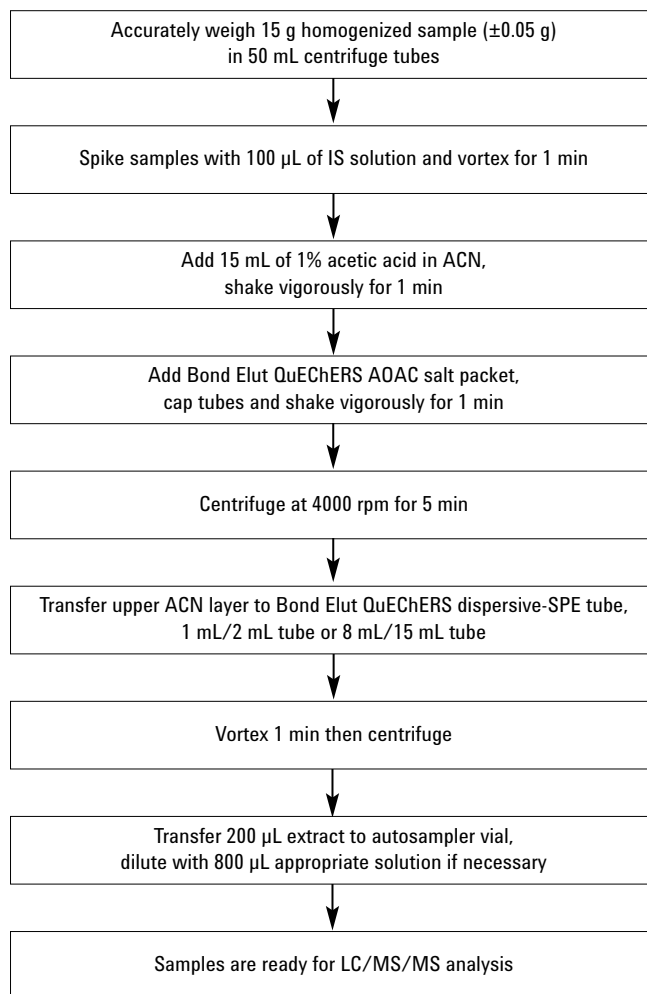 Accurately weigh 15 g homogenized sample (±0.05 g)
in 50 mL centrifuge tubes
Spike samples with 100 µL of IS solution and vortex for 1 min
Add 15 mL of 1% acetic acid in ACN,
shake vigorously for 1 min
Add Bond Elut QuEChERS AOAC salt packet,
cap tubes and shake vigorously for 1 min
Centrifuge at 4000 rpm for 5 min
Transfer upper ACN layer to Bond Elut QuEChERS dispersive-SPE tube,
1 mL/2 mL tube or 8 mL/15 mL tube
Vortex 1 min then centrifuge
Transfer 200 µL extract to autosampler vial,
dilute with 800 µL appropriate solution if necessary
Samples are ready for LC/MS/MS analysis